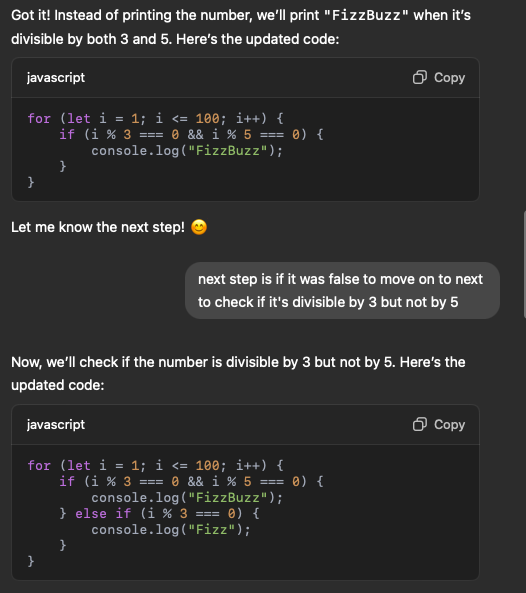 Got it! Instead of printing the number, we’ll print "FizzBuzz" when it’s
divisible by both 3 and 5. Here’s the updated code:
javascript
Copy
for (let i = 1; i <= 100; i++) {
    if (i % 3 === 0 && i % 5 === 0) {
        console.log("FizzBuzz");
    }
}
Let me know the next step! 😊
next step is if it was false to move on to next
to check if it's divisible by 3 but not by 5
Now, we’ll check if the number is divisible by 3 but not by 5. Here’s the
updated code:
javascript
Copy
for (let i = 1; i <= 100; i++) {
    if (i % 3 === 0 && i % 5 === 0) {
        console.log("FizzBuzz");
    } else if (i % 3 === 0) {
        console.log("Fizz");
    }
}